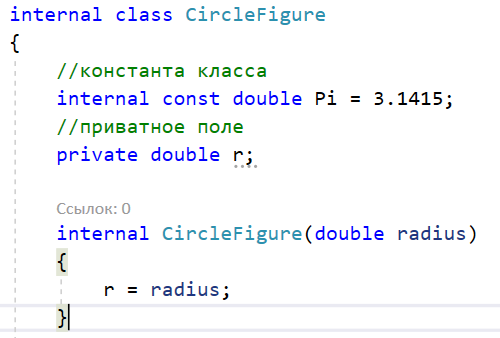 internal class CircleFigure
{
//константа класса
internal const double Pi = 3.1415;
//приватное поле
private double r;
Ссылок: 0
internal CircleFigure(double radius)
{
r = radius;
}